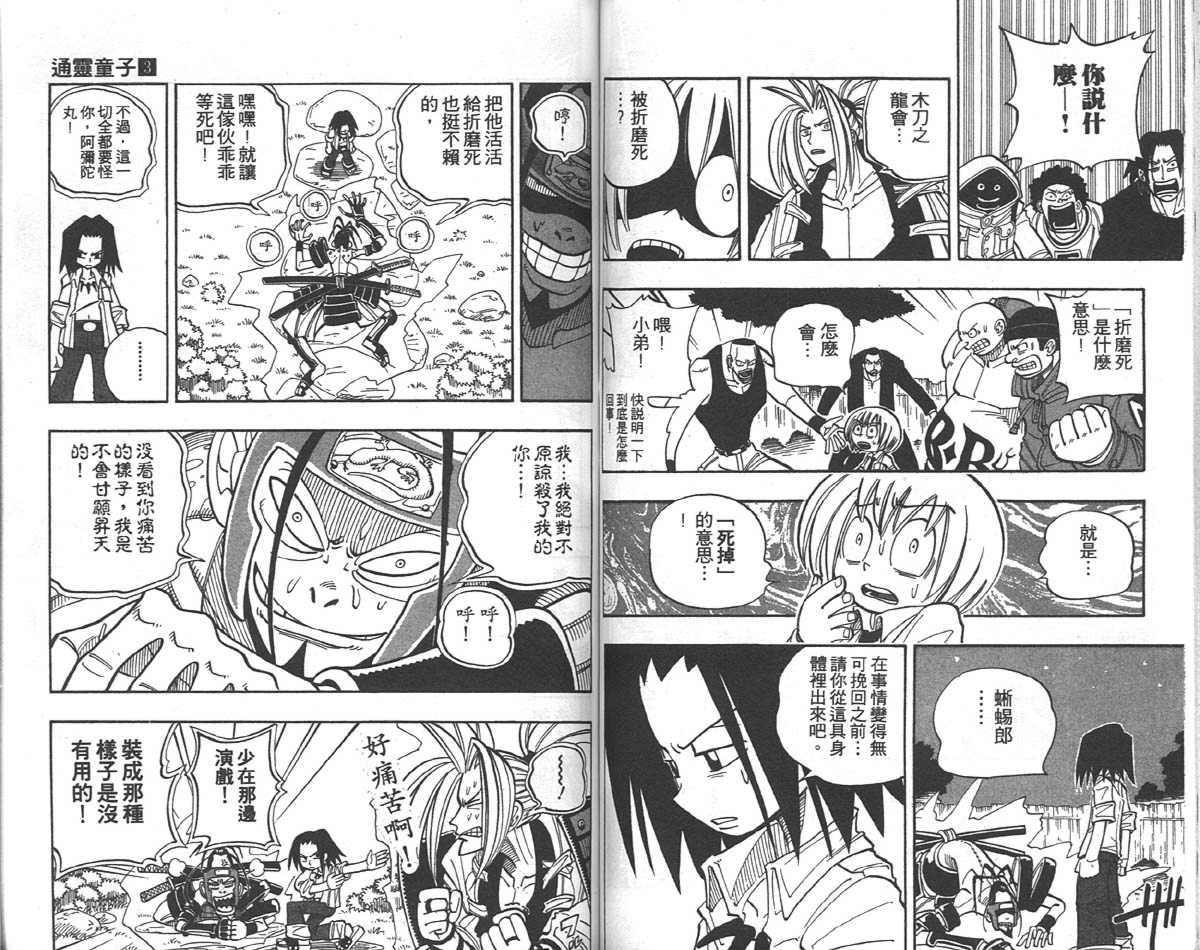 你說什
麼—！
木刀之
龍會…
被折磨死
…？
「折磨死
」是什麼
意思！
怎麼
會…
喂！
小弟！
快說明一下
到底是怎麼
回事！
B.R
就是…
「死掉」
的意思…
！
蜥蜴郎
……
在事情變得無
可挽回之前…
請你從這具身
體裡出來吧。
通靈童子3
哼！
把他活活
給折磨死
也挺不賴
的，
嘿嘿！就讓
這傢伙乖乖
等死吧！
呼
呼
呼
不過，這一
切全都要怪
你，阿彌陀
丸！
………
我…我絕對不
原諒殺了我的
你…！
呼！
呼！
沒看到你痛苦
的樣子，我是
不會甘願昇天
的！
～～！
好痛苦啊！
少在那邊
演戲！
裝成那種
樣子是沒
有用的！